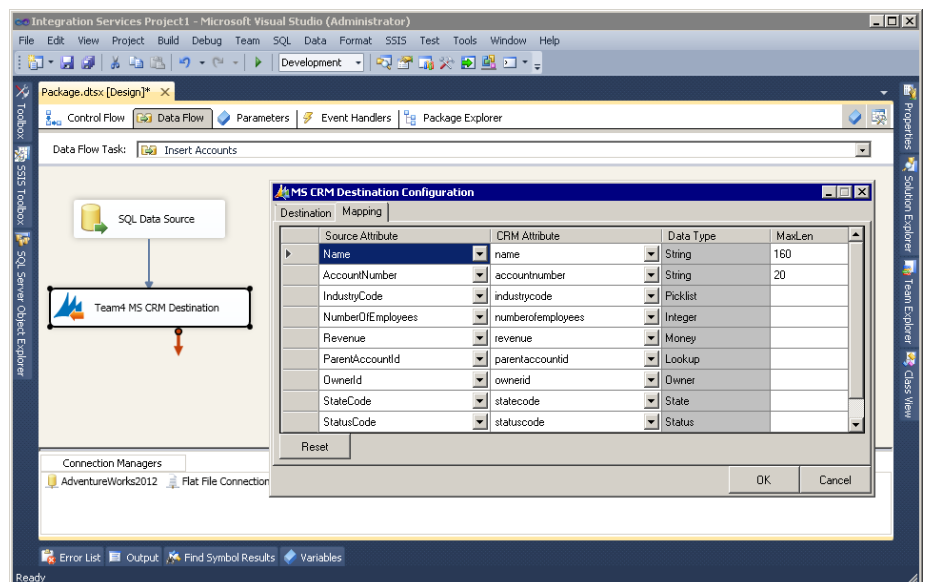 Integration Services Project1 - Microsoft Visual Studio (Administrator)
File Edit View Project Build Debug Team SQL Data Format SSIS Test Tools Window Help
Development
Package.dtsx [Design]*
Control Flow Data Flow Parameters Event Handlers Package Explorer
Data Flow Task: Insert Accounts
Toolbox
SSIS Toolbox
SQL Server Object Explorer
SQL Data Source
Team4 MS CRM Destination
MS CRM Destination Configuration
Destination Mapping
Source Attribute CRM Attribute Data Type MaxLen
Name name String 160
AccountNumber accountnumber String 20
IndustryCode industrycode Picklist
NumberOfEmployees numberofemployees Integer
Revenue revenue Money
ParentAccountId parentaccountid Lookup
OwnerId ownerid Owner
StateCode statecode State
StatusCode statuscode Status
Reset
OK Cancel
Properties
Solution Explorer
Team Explorer
Class View
Connection Managers
AdventureWorks2012 Flat File Connection
Error List Output Find Symbol Results Variables
Ready